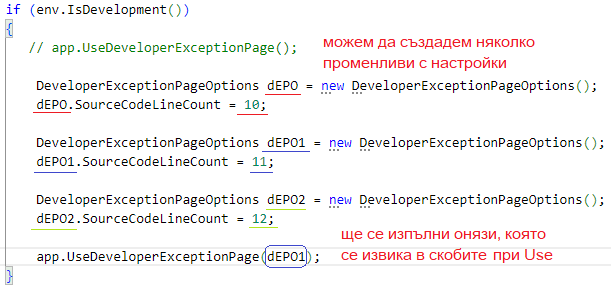 if (env.IsDevelopment())
{
// app.UseDeveloperExceptionPage();
можем да създадем няколко
променливи с настройки
DeveloperExceptionPageOptions dEPO = new DeveloperExceptionPageOptions();
dEPO.SourceCodeLineCount = 10;
DeveloperExceptionPageOptions dEPO1 = new DeveloperExceptionPageOptions();
dEPO1.SourceCodeLineCount = 11;
DeveloperExceptionPageOptions dEPO2 = new DeveloperExceptionPageOptions();
dEPO2.SourceCodeLineCount = 12;
ще се изпълни онязи, която
се извика в скобите при Use
app.UseDeveloperExceptionPage(dEPO1);
}